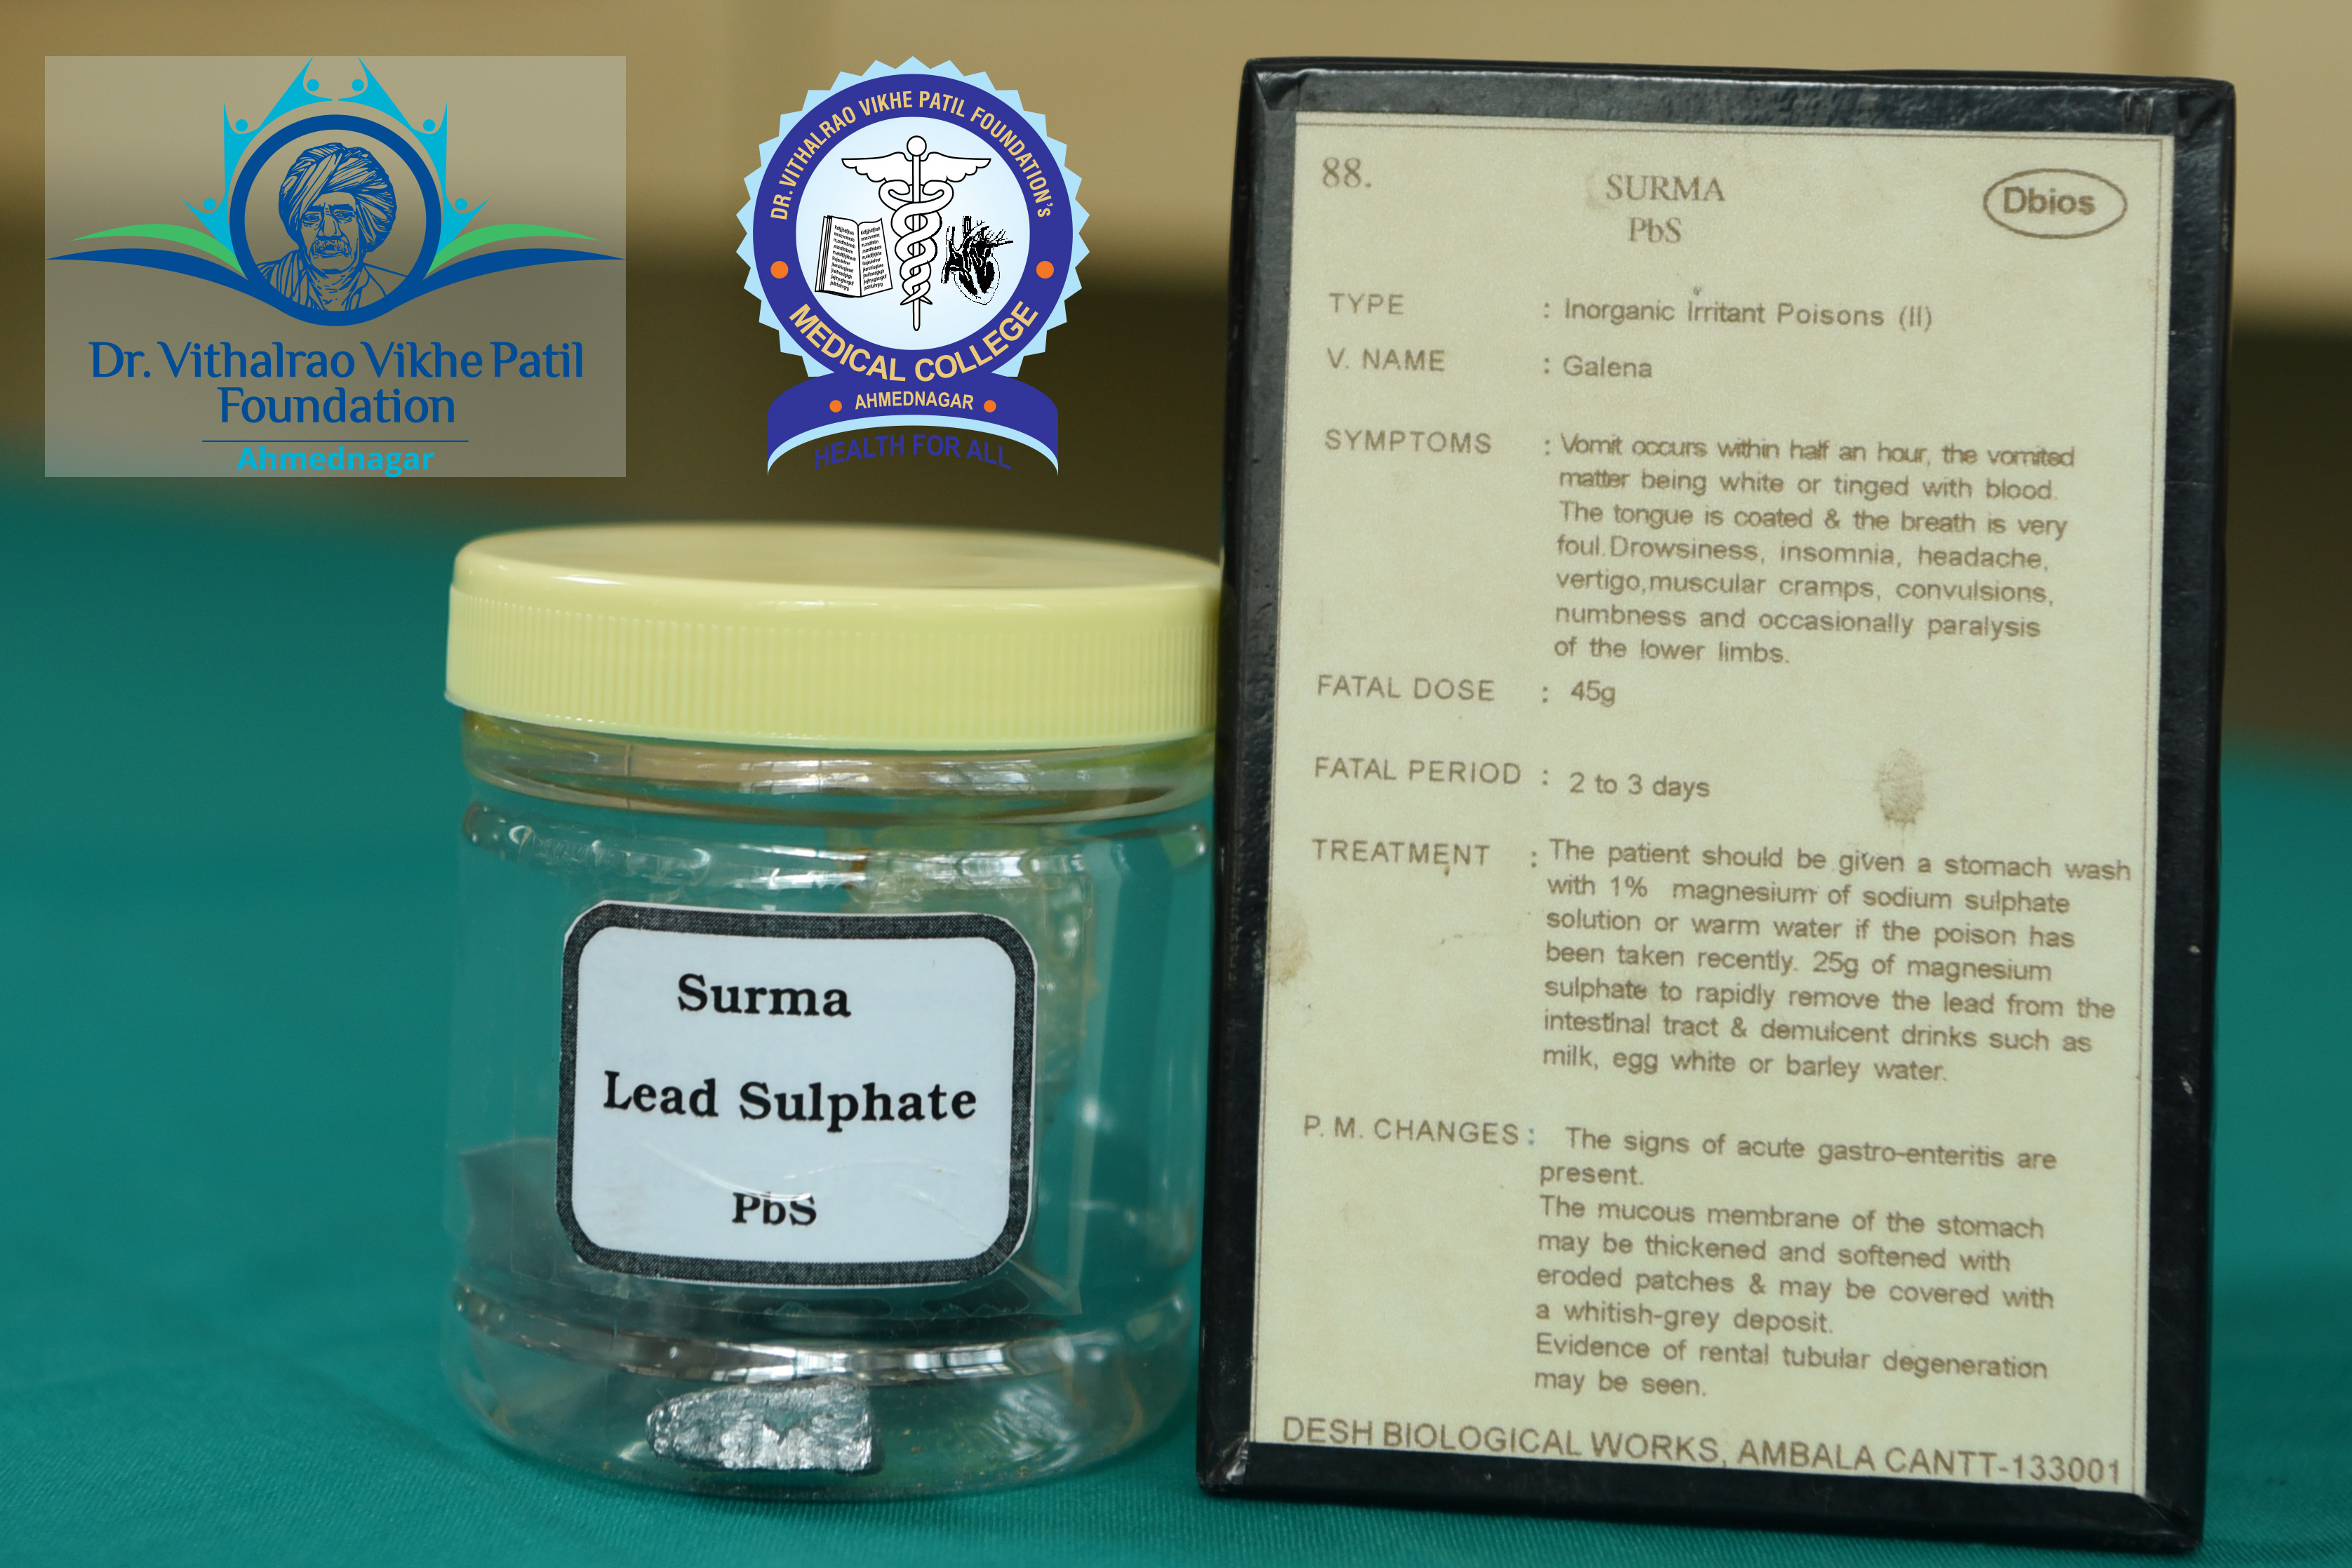 Dr. Vithalrao Vikhe Patil
Foundation
Ahmednagar
DR. VITHALRAO VIKHE PATIL FOUNDATION's
MEDICAL COLLEGE
AHMEDNAGAR
HEALTH FOR ALL
Surma
Lead Sulphate
PbS
88.
SURMA
PbS
Dbios
TYPE : Inorganic Irritant Poisons (II)
V. NAME : Galena
SYMPTOMS : Vomit occurs within half an hour, the vomited
matter being white or tinged with blood.
The tongue is coated & the breath is very
foul.Drowsiness, insomnia, headache,
vertigo,muscular cramps, convulsions,
numbness and occasionally paralysis
of the lower limbs.
FATAL DOSE : 45g
FATAL PERIOD : 2 to 3 days
TREATMENT : The patient should be given a stomach wash
with 1% magnesium of sodium sulphate
solution or warm water if the poison has
been taken recently. 25g of magnesium
sulphate to rapidly remove the lead from the
intestinal tract & demulcent drinks such as
milk, egg white or barley water.
P. M. CHANGES : The signs of acute gastro-enteritis are
present.
The mucous membrane of the stomach
may be thickened and softened with
eroded patches & may be covered with
a whitish-grey deposit.
Evidence of rental tubular degeneration
may be seen.
DESH BIOLOGICAL WORKS, AMBALA CANTT-133001